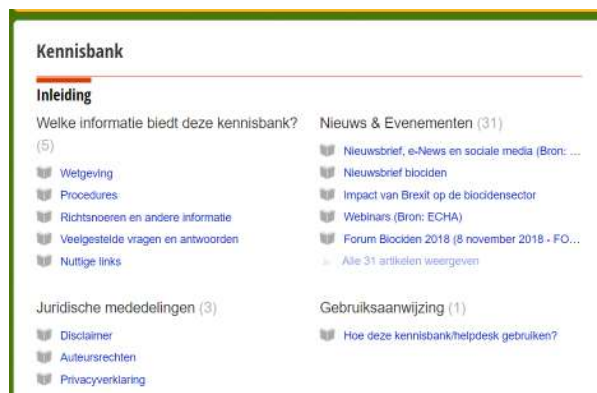 Kennisbank
Inleiding
Welke informatie biedt deze kennisbank?
(5)
Wetgeving
Procedures
Richtsnoeren en andere informatie
Veelgestelde vragen en antwoorden
Nuttige links
Nieuws & Evenementen (31)
Nieuwsbrief, e-News en sociale media (Bron: ...
Nieuwsbrief biociden
Impact van Brexit op de biocidensector
Webinars (Bron: ECHA)
Forum Biociden 2018 (8 november 2018 - FO...
Alle 31 artikelen weergeven
Juridische mededelingen (3)
Disclaimer
Auteursrechten
Privacyverklaring
Gebruiksaanwijzing (1)
Hoe deze kennisbank/helpdesk gebruiken?